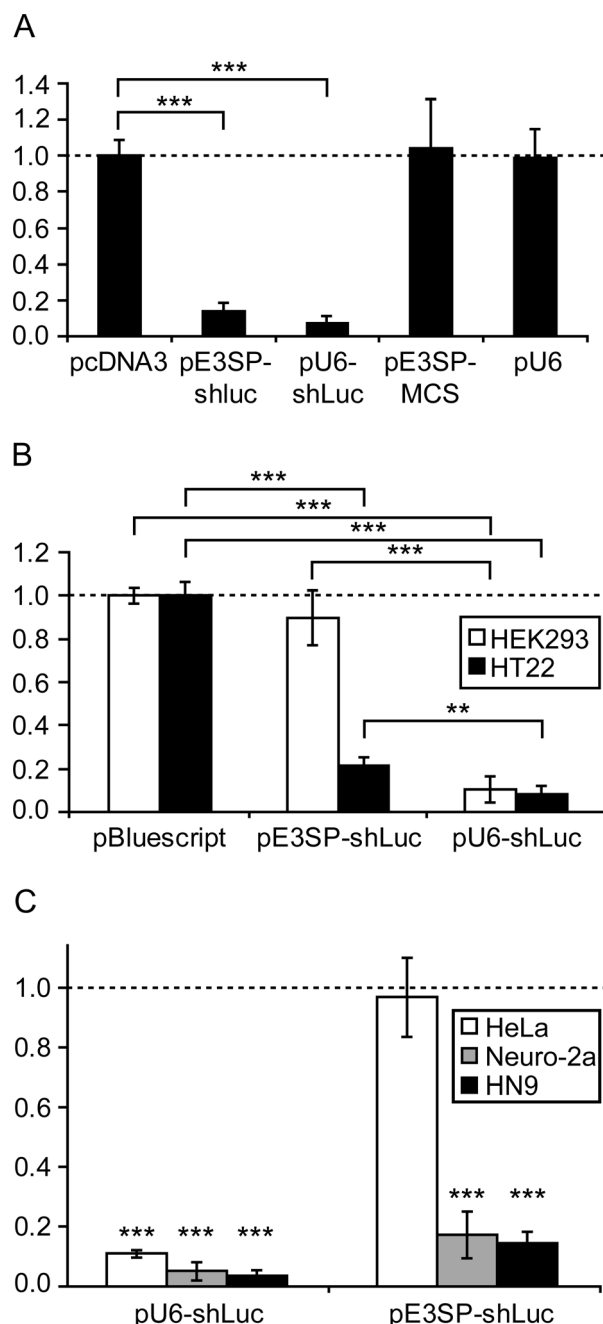 A
***
***
1.4
1.2
1.0
0.8
0.6
0.4
0.2
0.0
pcDNA3 pE3SP- pU6- pE3SP- pU6
shluc shLuc MCS
B
***
***
***
***
1.2
1.0
0.8
0.6
0.4
0.2
0.0
HEK293
HT22
**
pBluescript pE3SP-shLuc pU6-shLuc
C
1.0
0.8
0.6
0.4
0.2
0.0
HeLa
Neuro-2a
HN9
*** *** *** *** ***
pU6-shLuc pE3SP-shLuc